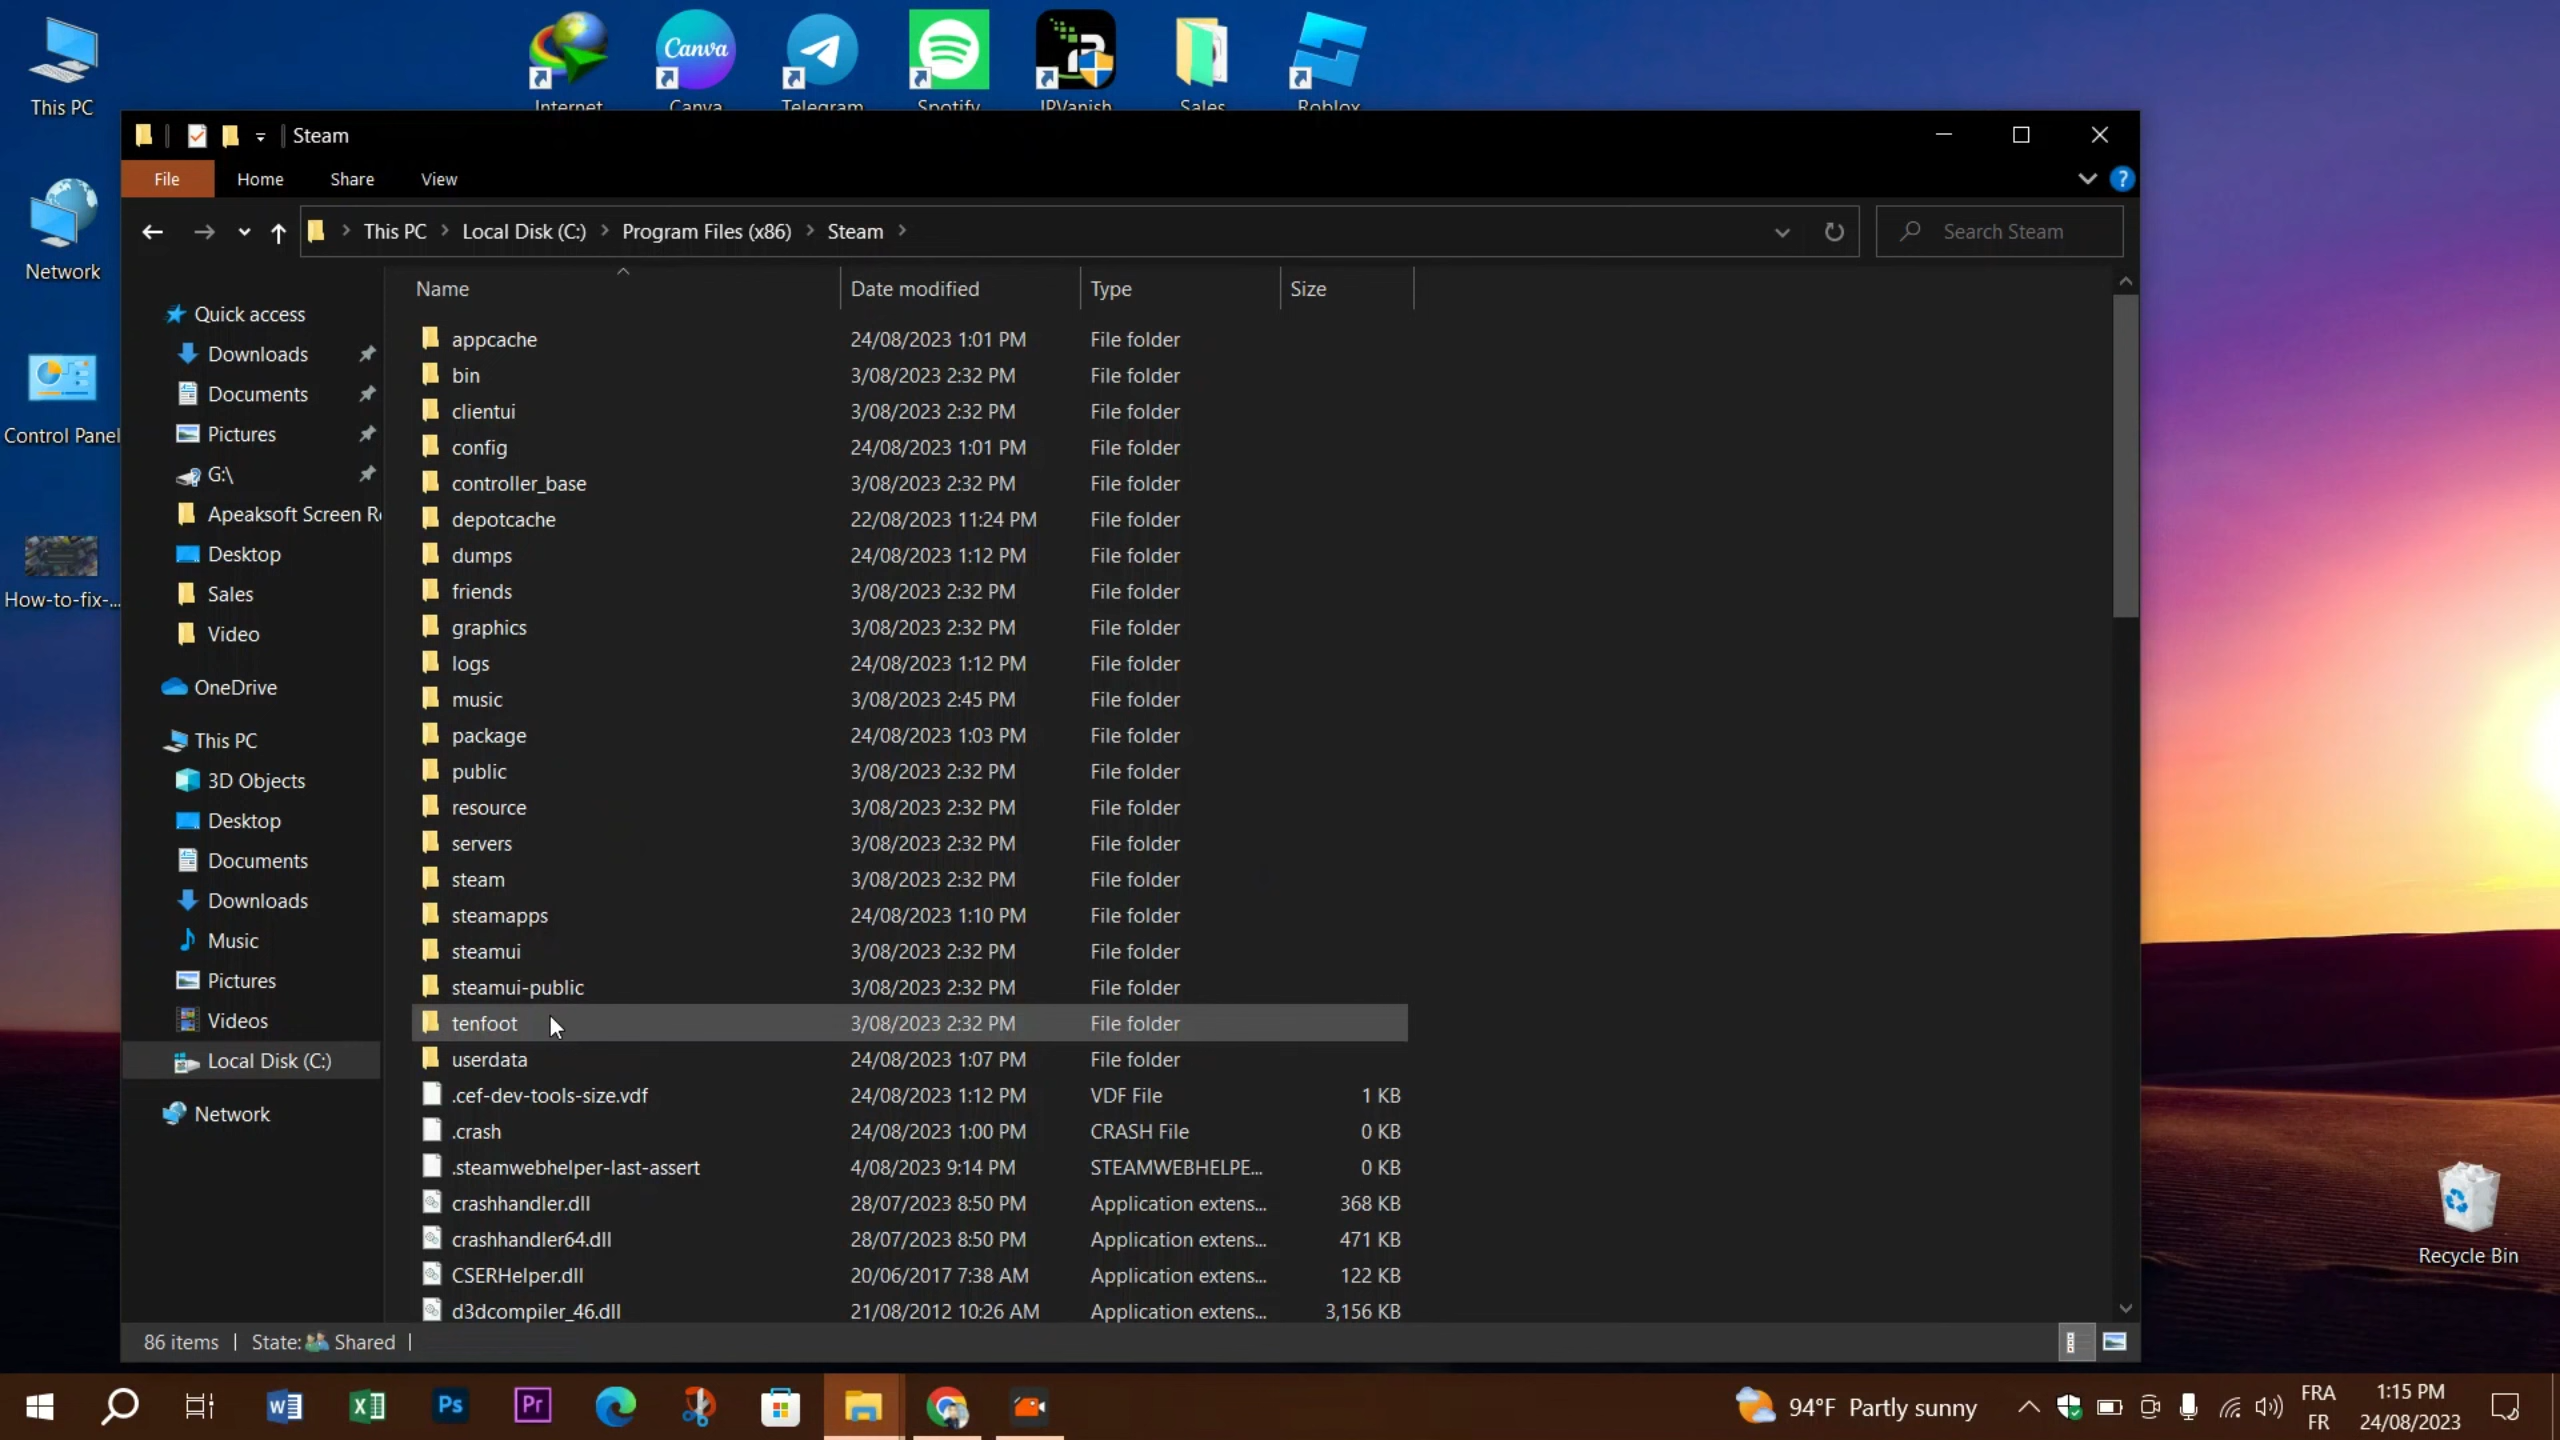 This PC
Network
Control Panel
How-to-fix-...
Internet
Canva
Canva
Telegram
Spotify
IPVanish
Sales
Roblox
Steam
File
Home
Share
View
?
This PC
Local Disk (C:)
Program Files (x86)
Steam
Search Steam
Quick access
Downloads
Documents
Pictures
G:\
Apeaksoft Screen R
Desktop
Sales
Video
OneDrive
This PC
3D Objects
Desktop
Documents
Downloads
Music
Pictures
Videos
Local Disk (C:)
Network
Name Date modified Type Size
appcache 24/08/2023 1:01 PM File folder
bin 3/08/2023 2:32 PM File folder
clientui 3/08/2023 2:32 PM File folder
config 24/08/2023 1:01 PM File folder
controller_base 3/08/2023 2:32 PM File folder
depotcache 22/08/2023 11:24 PM File folder
dumps 24/08/2023 1:12 PM File folder
friends 3/08/2023 2:32 PM File folder
graphics 3/08/2023 2:32 PM File folder
logs 24/08/2023 1:12 PM File folder
music 3/08/2023 2:45 PM File folder
package 24/08/2023 1:03 PM File folder
public 3/08/2023 2:32 PM File folder
resource 3/08/2023 2:32 PM File folder
servers 3/08/2023 2:32 PM File folder
steam 3/08/2023 2:32 PM File folder
steamapps 24/08/2023 1:10 PM File folder
steamui 3/08/2023 2:32 PM File folder
steamui-public 3/08/2023 2:32 PM File folder
tenfoot 3/08/2023 2:32 PM File folder
userdata 24/08/2023 1:07 PM File folder
.cef-dev-tools-size.vdf 24/08/2023 1:12 PM VDF File 1 KB
.crash 24/08/2023 1:00 PM CRASH File 0 KB
.steamwebhelper-last-assert 4/08/2023 9:14 PM STEAMWEBHELPE... 0 KB
crashhandler.dll 28/07/2023 8:50 PM Application extens... 368 KB
crashhandler64.dll 28/07/2023 8:50 PM Application extens... 471 KB
CSERHelper.dll 20/06/2017 7:38 AM Application extens... 122 KB
d3dcompiler_46.dll 21/08/2012 10:26 AM Application extens... 3,156 KB
86 items
State: Shared
Recycle Bin
Ps
Pr
94°F Partly sunny
FRA
FR
1:15 PM
24/08/2023